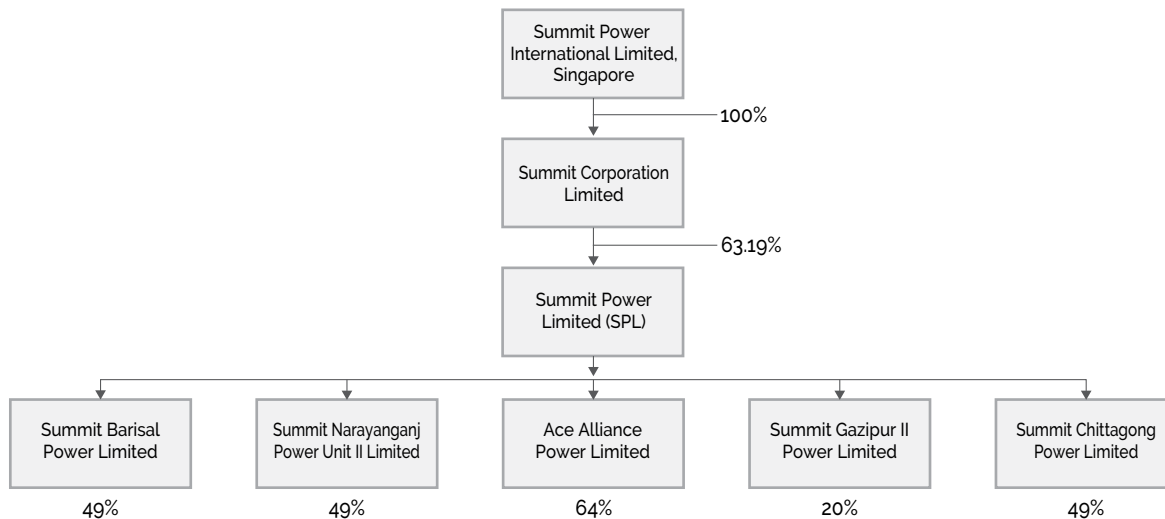 Summit Power
International Limited,
Singapore
100%
Summit Corporation
Limited
63.19%
Summit Power
Limited (SPL)
Summit Barisal
Power Limited
49%
Summit Narayanganj
Power Unit II Limited
49%
Ace Alliance
Power Limited
64%
Summit Gazipur II
Power Limited
20%
Summit Chittagong
Power Limited
49%